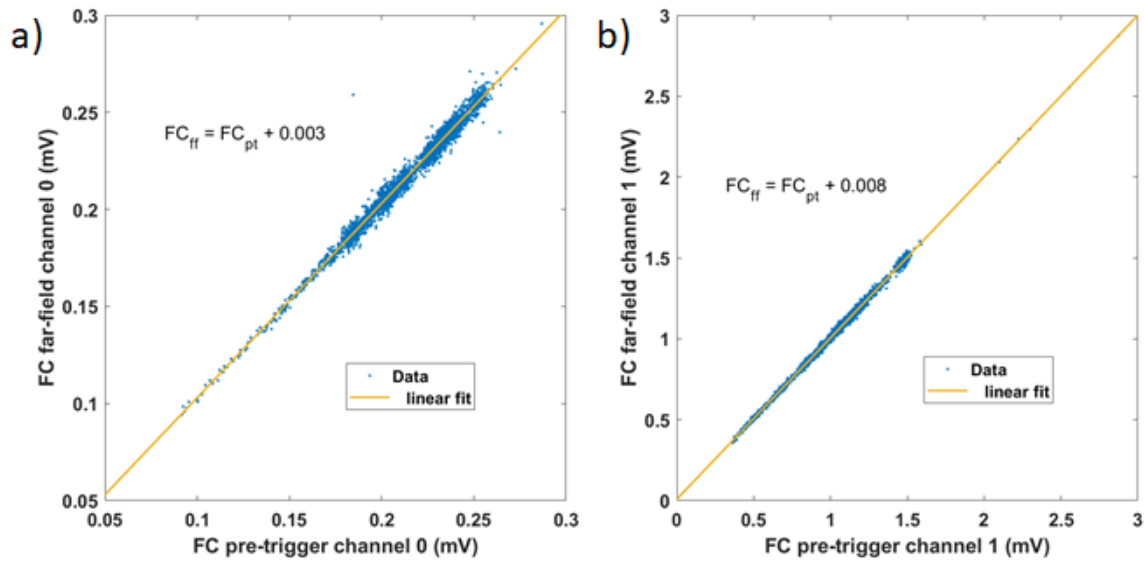 a)
0.3
0.25
0.2
0.15
0.1
0.05
FC far-field channel 0 (mV)
FC_ff = FC_pt + 0.003
Data
linear fit
0.05 0.1 0.15 0.2 0.25 0.3
FC pre-trigger channel 0 (mV)
b)
3
2.5
2
1.5
1
0.5
0
FC far-field channel 1 (mV)
FC_ff = FC_pt + 0.008
Data
linear fit
0 0.5 1 1.5 2 2.5 3
FC pre-trigger channel 1 (mV)